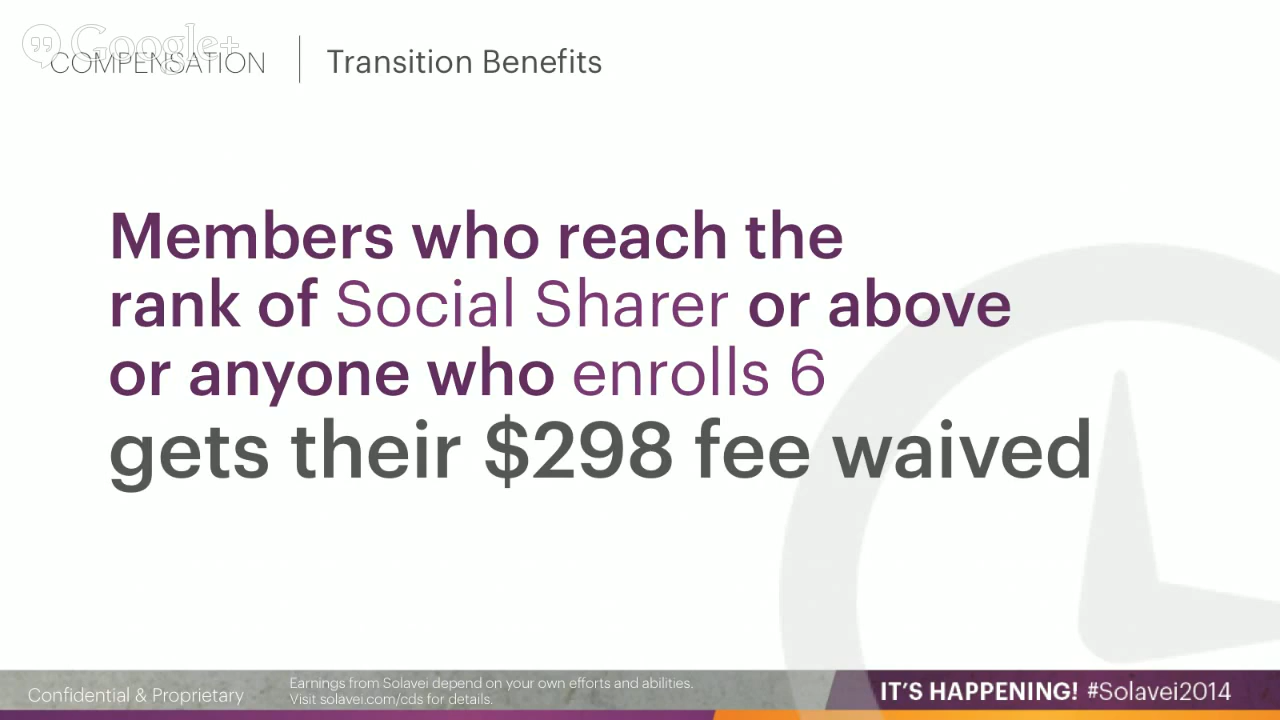 Google+
COMPENSATION | Transition Benefits
Members who reach the
rank of Social Sharer or above
or anyone who enrolls 6
gets their $298 fee waived
Confidential & Proprietary
Earnings from Solavei depend on your own efforts and abilities.
Visit solavei.com/cds for details.
IT'S HAPPENING! #Solavei2014